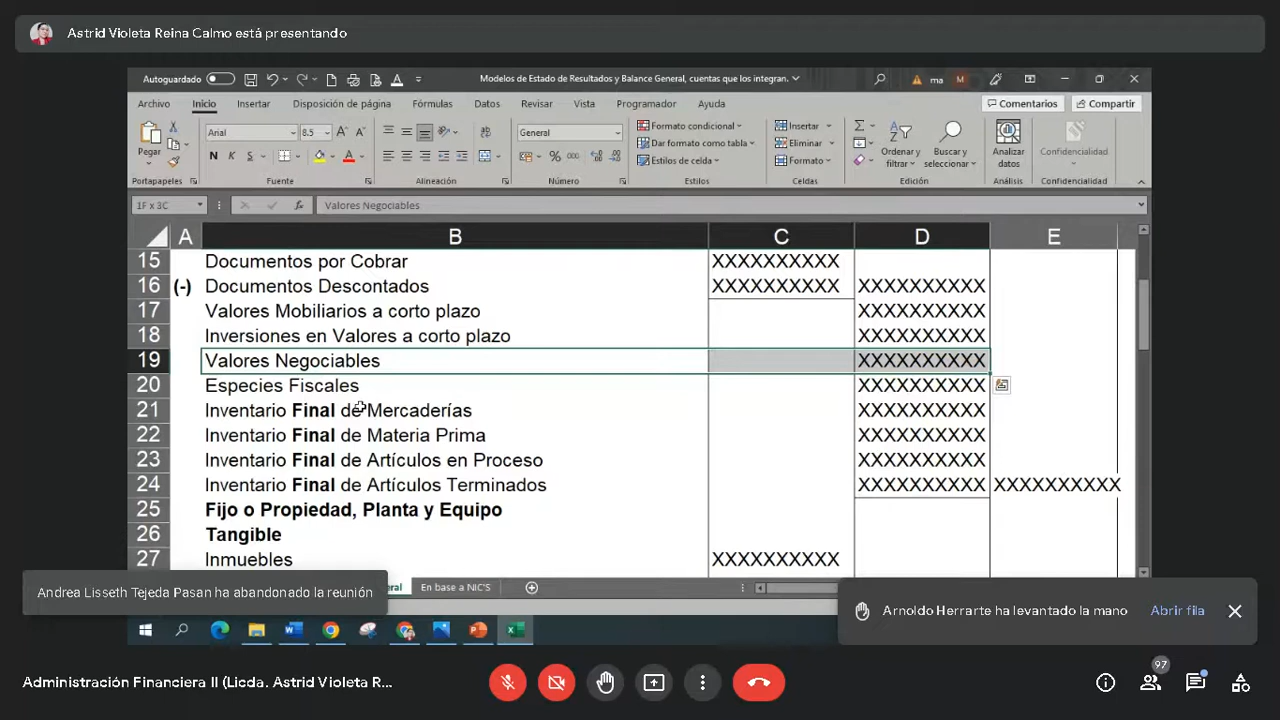 Astrid Violeta Reina Calmo está presentando
Autoguardado
Modelos de Estado de Resultados y Balance General, cuentas que los integran.
ma
M
Archivo Inicio Insertar Disposición de página Fórmulas Datos Revisar Vista Programador Ayuda
Comentarios Compartir
Pegar
Arial 8.5
General
N K S
% 000
Formato condicional
Dar formato como tabla
Estilos de celda
Insertar
Eliminar
Formato
Ordenar y filtrar
Buscar y seleccionar
Analizar datos
Confidencialidad
Portapapeles Fuente Alineación Número Estilos Celdas Edición Análisis Confidencialidad
1F x 3C fx Valores Negociables
A B C D E
15 Documentos por Cobrar XXXXXXXXXX
16 (-) Documentos Descontados XXXXXXXXXX XXXXXXXXXX
17 Valores Mobiliarios a corto plazo XXXXXXXXXX
18 Inversiones en Valores a corto plazo XXXXXXXXXX
19 Valores Negociables XXXXXXXXXX
20 Especies Fiscales XXXXXXXXXX
21 Inventario Final de Mercaderías XXXXXXXXXX
22 Inventario Final de Materia Prima XXXXXXXXXX
23 Inventario Final de Artículos en Proceso XXXXXXXXXX
24 Inventario Final de Artículos Terminados XXXXXXXXXX XXXXXXXXXX
25 Fijo o Propiedad, Planta y Equipo
26 Tangible
27 Inmuebles XXXXXXXXXX
En base a NIC'S
Andrea Lisseth Tejeda Pasan ha abandonado la reunión
Arnoldo Herrarte ha levantado la mano Abrir fila
97
Administración Financiera II (Licda. Astrid Violeta R...